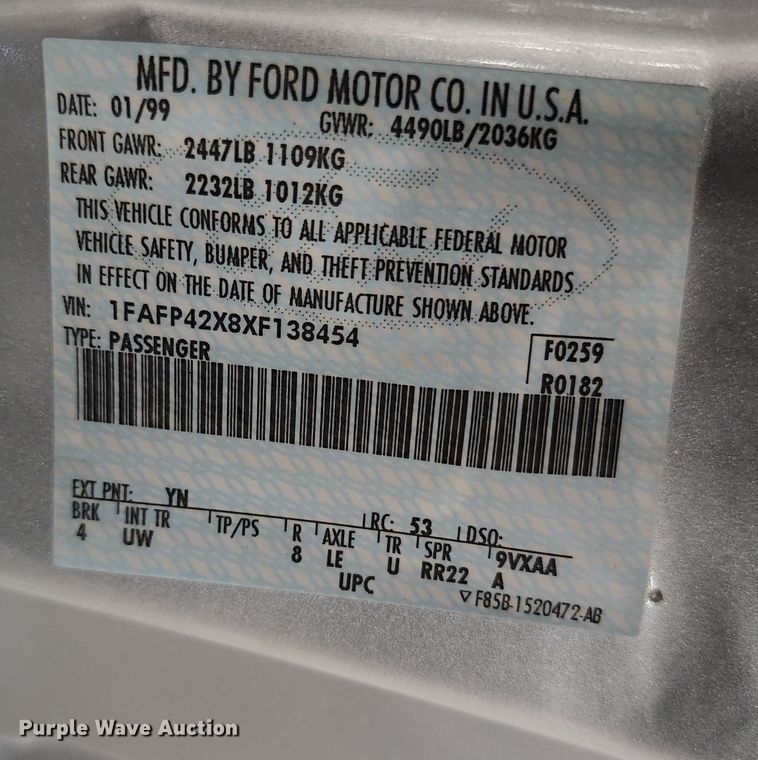 MFD. BY FORD MOTOR CO. IN U.S.A.
DATE: 01/99 GVWR: 4490LB/2036KG
FRONT GAWR: 2447LB 1109KG
REAR GAWR: 2232LB 1012KG
THIS VEHICLE CONFORMS TO ALL APPLICABLE FEDERAL MOTOR
VEHICLE SAFETY, BUMPER, AND THEFT PREVENTION STANDARDS
IN EFFECT ON THE DATE OF MANUFACTURE SHOWN ABOVE.
VIN: 1FAFP42X8XF138454
TYPE: PASSENGER
F0259
R0182
EXT PNT: YN RC: 53 DSO:
BRK INT TR TP/PS R AXLE TR SPR 9VXAA
4 UW 8 LE U RR22 A
UPC
F85B-1520472-AB
Purple Wave Auction